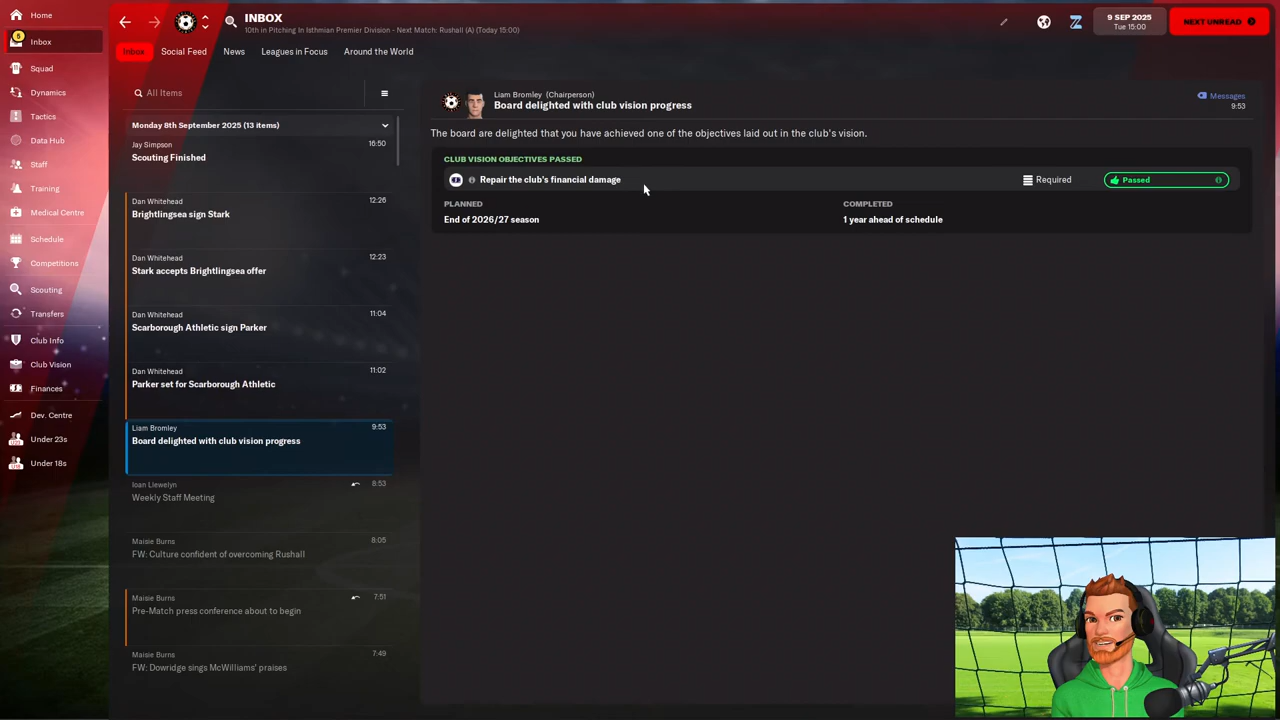 Home
INBOX
10th in Pitching In Isthmian Premier Division - Next Match: Rushall (A) (Today 15:00)
9 SEP 2025
Tue 15:00
NEXT UNREAD
5
Inbox
Squad
Dynamics
Tactics
Data Hub
Staff
Training
Medical Centre
Schedule
Competitions
Scouting
Transfers
Club Info
Club Vision
Finances
Dev. Centre
Under 23s
Under 18s
Inbox
Social Feed
News
Leagues in Focus
Around the World
All Items
Monday 8th September 2025 (13 items)
Jay Simpson
16:50
Scouting Finished
Dan Whitehead
12:26
Brightlingsea sign Stark
Dan Whitehead
12:23
Stark accepts Brightlingsea offer
Dan Whitehead
11:04
Scarborough Athletic sign Parker
Dan Whitehead
11:02
Parker set for Scarborough Athletic
Liam Bromley
9:53
Board delighted with club vision progress
Ioan Llewelyn
8:53
Weekly Staff Meeting
Maisie Burns
8:05
FW: Culture confident of overcoming Rushall
Maisie Burns
7:51
Pre-Match press conference about to begin
Maisie Burns
7:49
FW: Dowridge sings McWilliams' praises
Liam Bromley (Chairperson)
Board delighted with club vision progress
Messages
9:53
The board are delighted that you have achieved one of the objectives laid out in the club's vision.
CLUB VISION OBJECTIVES PASSED
Repair the club's financial damage
Required
Passed
PLANNED
COMPLETED
End of 2026/27 season
1 year ahead of schedule